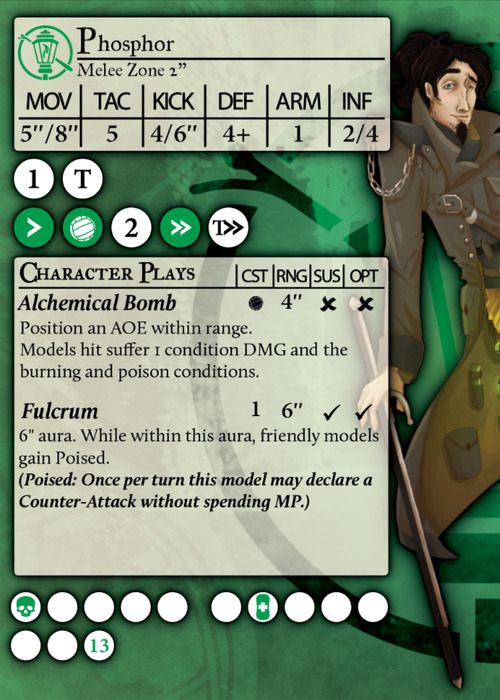 Phosphor
Melee Zone 2"
MOV TAC KICK DEF ARM INF
5"/8" 5 4/6" 4+ 1 2/4
1 T
> 2 >> T>>
Character Plays CST RNG SUS OPT
Alchemical Bomb 4" ✘ ✘
Position an AOE within range.
Models hit suffer 1 condition DMG and the
burning and poison conditions.
Fulcrum 1 6" ✓ ✓
6" aura. While within this aura, friendly models
gain Poised.
(Poised: Once per turn this model may declare a
Counter-Attack without spending MP.)
13